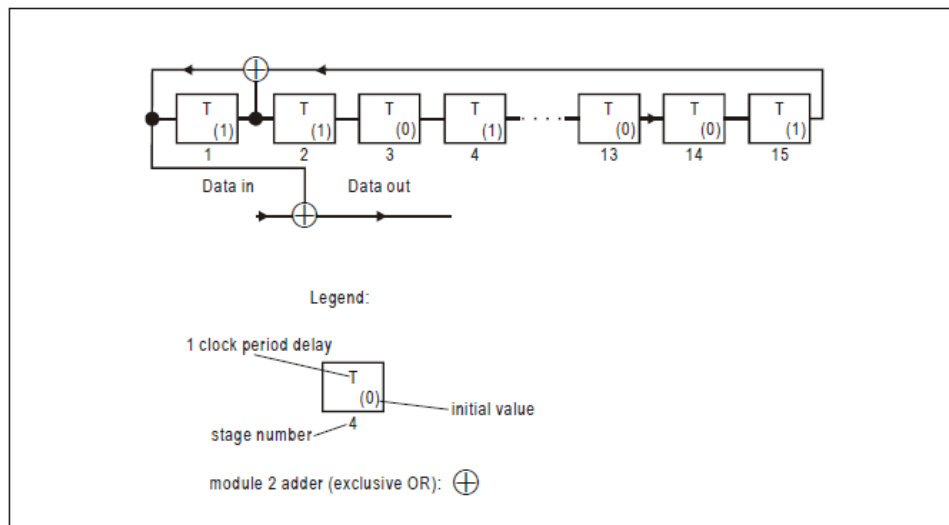 T T T T T T T
(1) (1) (0) (1) (0) (0) (1)
1 2 3 4 13 14 15
Data in Data out
Legend:
1 clock period delay
T
(0)
initial value
4
stage number
module 2 adder (exclusive OR):